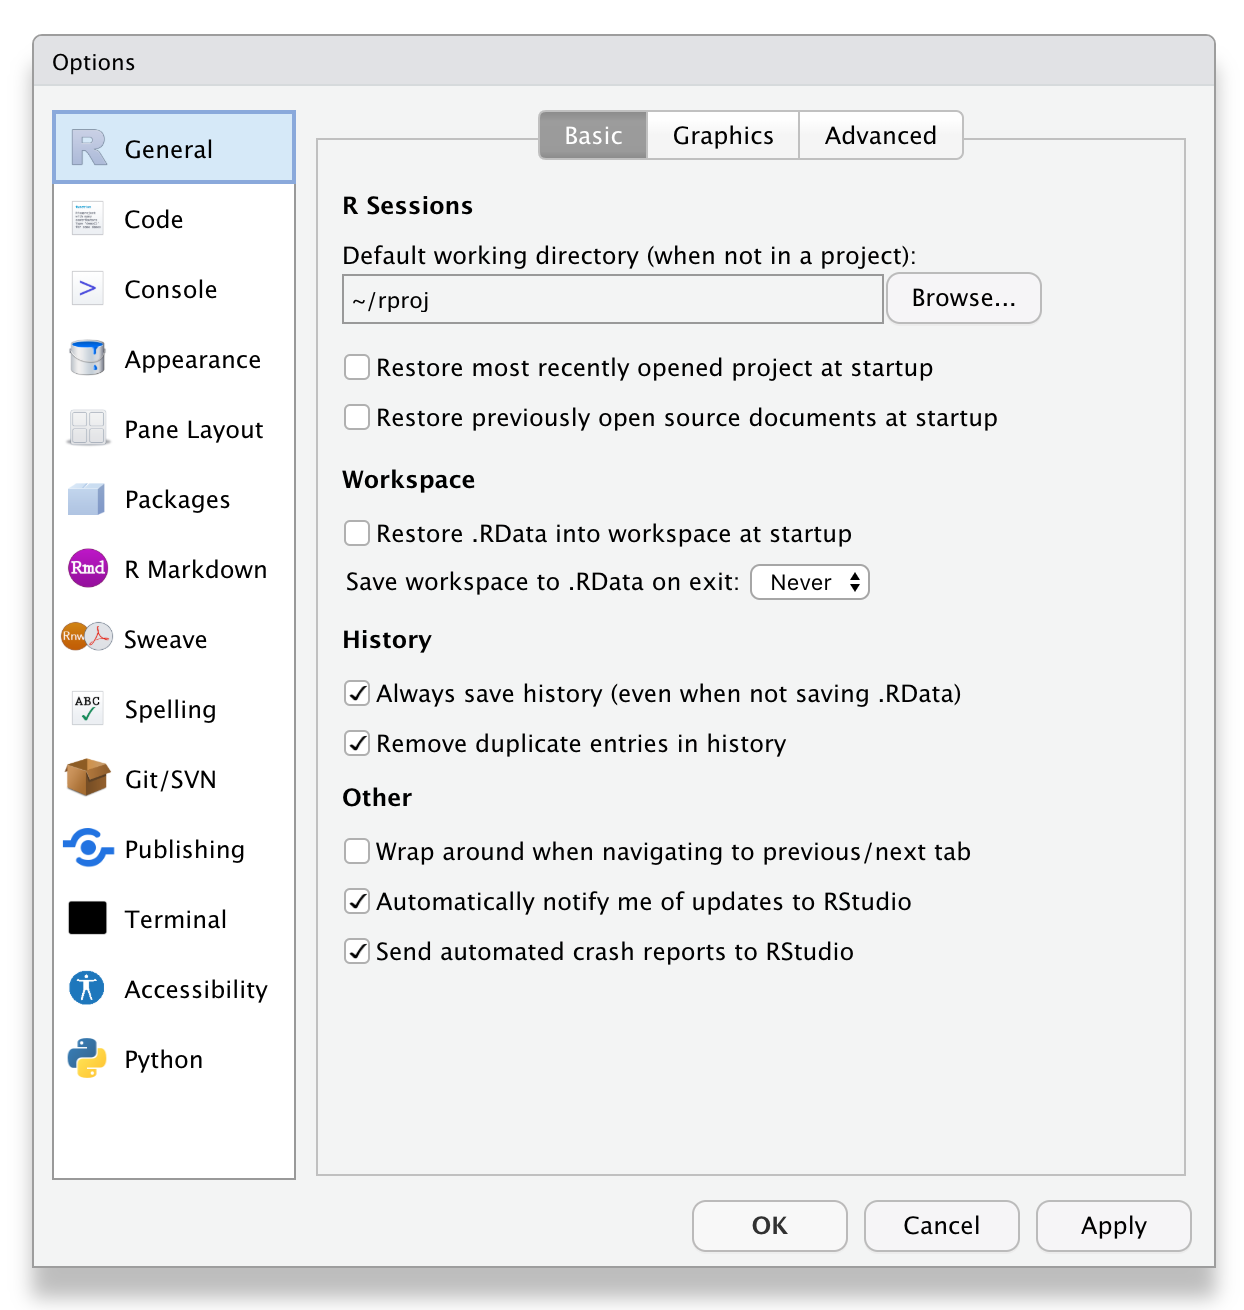 Options
General
Code
Console
Appearance
Pane Layout
Packages
Rmd
R Markdown
Rnw
Sweave
ABC
Spelling
Git/SVN
Publishing
Terminal
Accessibility
Python
Basic
Graphics
Advanced
R Sessions
Default working directory (when not in a project):
~/rproj
Browse...
Restore most recently opened project at startup
Restore previously open source documents at startup
Workspace
Restore .RData into workspace at startup
Save workspace to .RData on exit: Never
History
Always save history (even when not saving .RData)
Remove duplicate entries in history
Other
Wrap around when navigating to previous/next tab
Automatically notify me of updates to RStudio
Send automated crash reports to RStudio
OK
Cancel
Apply